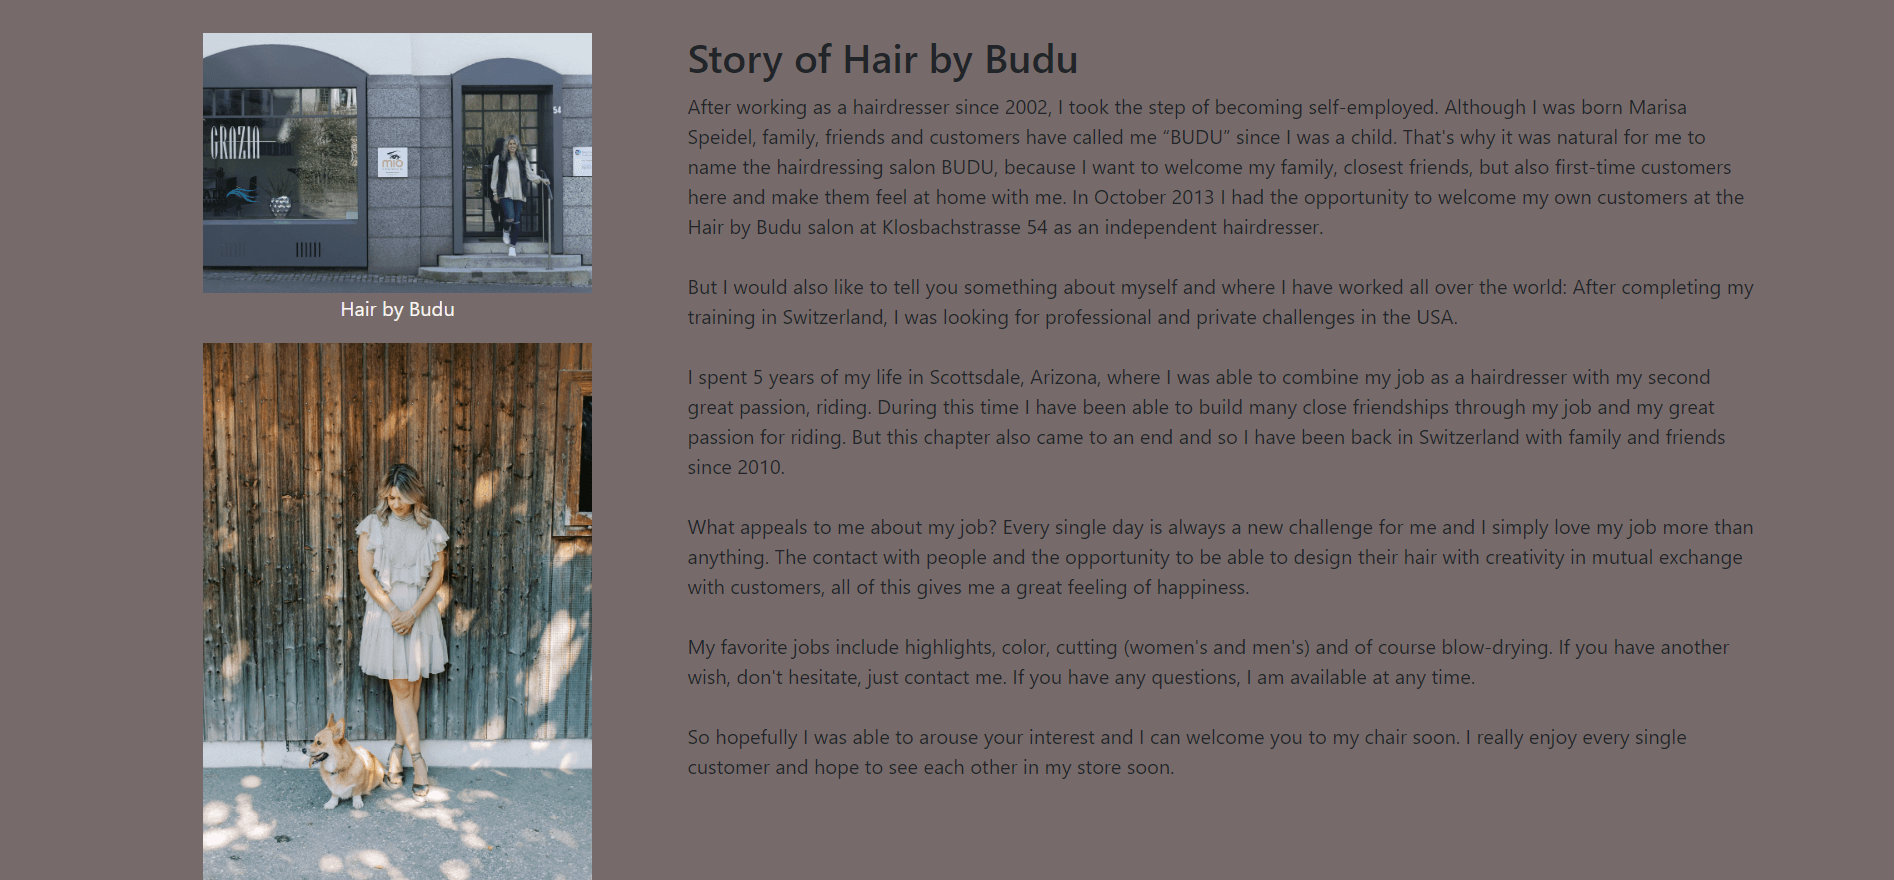 GRAZIA
54
mio
Hair by Budu
Story of Hair by Budu
After working as a hairdresser since 2002, I took the step of becoming self-employed. Although I was born Marisa
Speidel, family, friends and customers have called me “BUDU” since I was a child. That's why it was natural for me to
name the hairdressing salon BUDU, because I want to welcome my family, closest friends, but also first-time customers
here and make them feel at home with me. In October 2013 I had the opportunity to welcome my own customers at the
Hair by Budu salon at Klosbachstrasse 54 as an independent hairdresser.
But I would also like to tell you something about myself and where I have worked all over the world: After completing my
training in Switzerland, I was looking for professional and private challenges in the USA.
I spent 5 years of my life in Scottsdale, Arizona, where I was able to combine my job as a hairdresser with my second
great passion, riding. During this time I have been able to build many close friendships through my job and my great
passion for riding. But this chapter also came to an end and so I have been back in Switzerland with family and friends
since 2010.
What appeals to me about my job? Every single day is always a new challenge for me and I simply love my job more than
anything. The contact with people and the opportunity to be able to design their hair with creativity in mutual exchange
with customers, all of this gives me a great feeling of happiness.
My favorite jobs include highlights, color, cutting (women's and men's) and of course blow-drying. If you have another
wish, don't hesitate, just contact me. If you have any questions, I am available at any time.
So hopefully I was able to arouse your interest and I can welcome you to my chair soon. I really enjoy every single
customer and hope to see each other in my store soon.